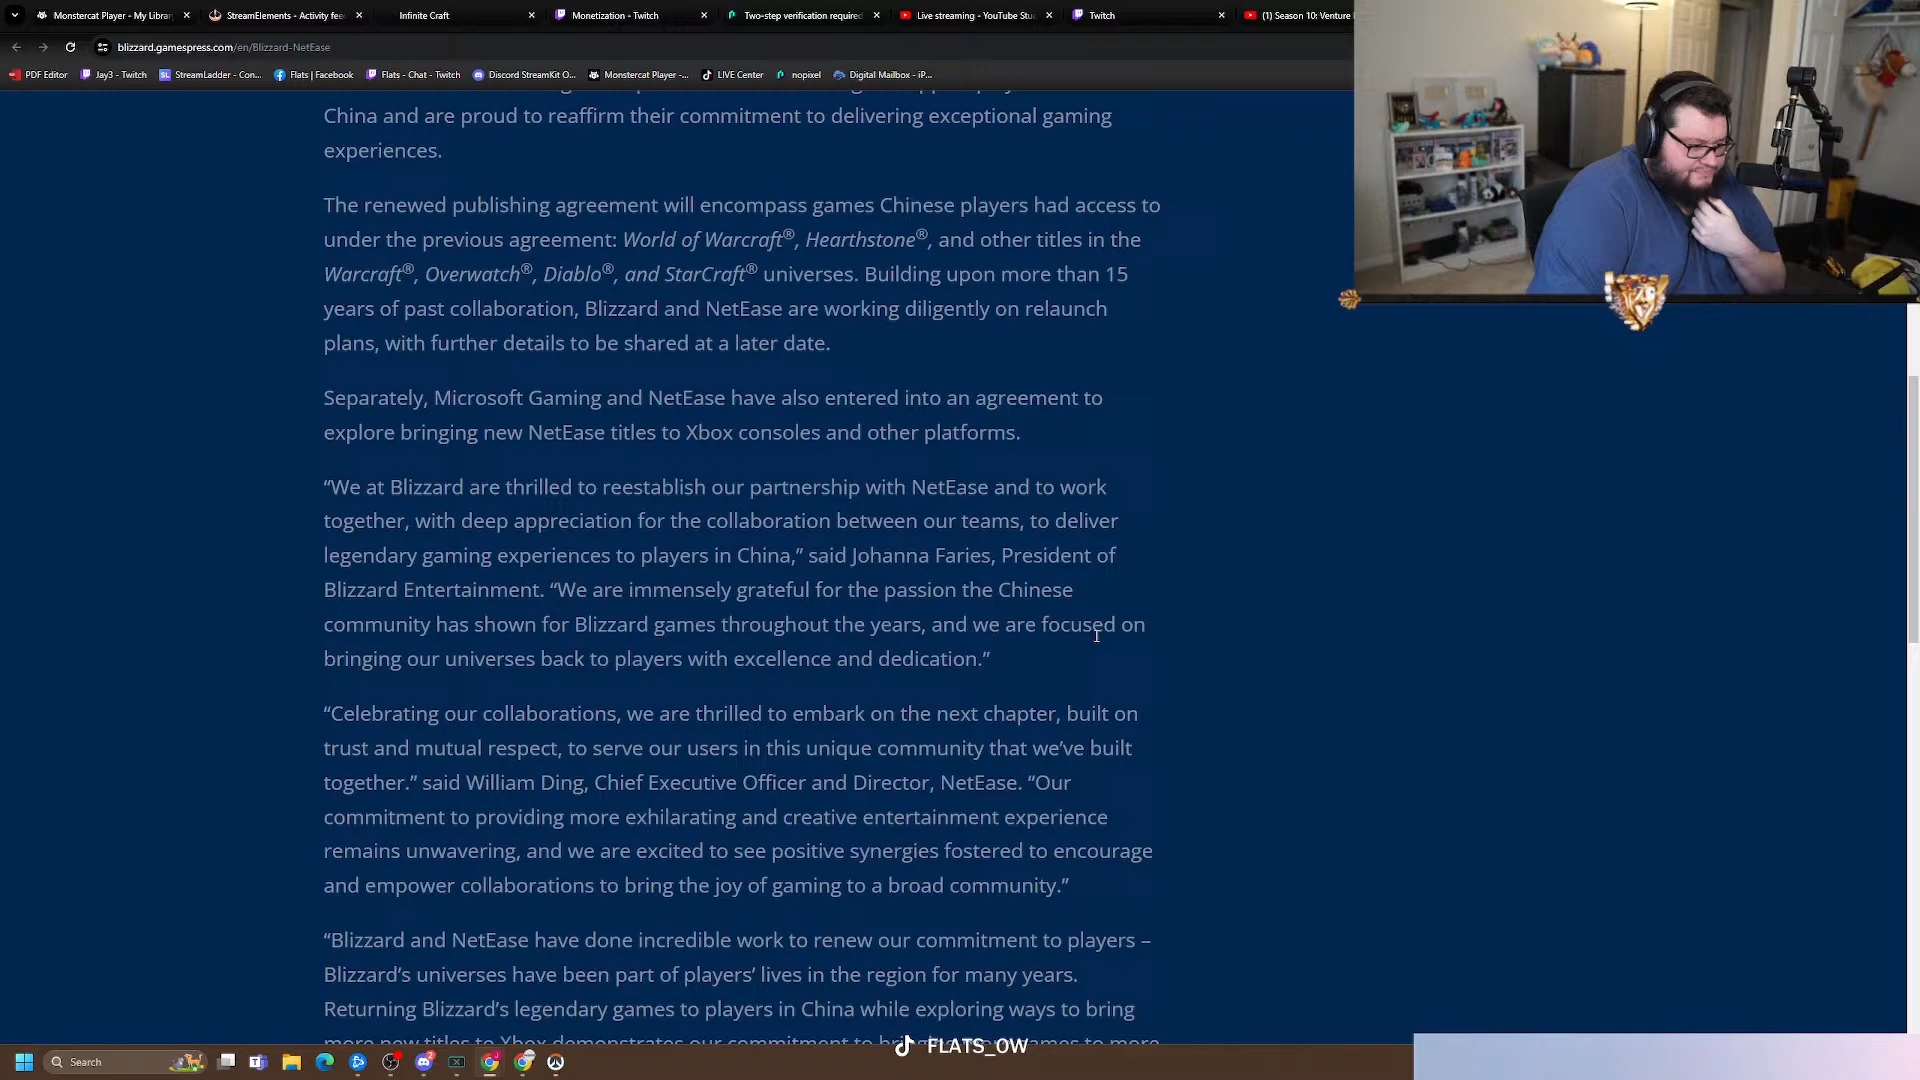 Monstercat Player - My Library
StreamElements - Activity fee
Infinite Craft
Monetization - Twitch
Two-step verification required
Live streaming - YouTube Stu
Twitch
(1) Season 10: Venture
blizzard.gamespress.com/en/Blizzard-NetEase
PDF Editor
Jay3 - Twitch
StreamLadder - Con...
Flats | Facebook
Flats - Chat - Twitch
Discord StreamKit O...
Monstercat Player -...
LIVE Center
nopixel
Digital Mailbox - iP...
China and are proud to reaffirm their commitment to delivering exceptional gaming
experiences.
The renewed publishing agreement will encompass games Chinese players had access to
under the previous agreement: World of Warcraft®, Hearthstone®, and other titles in the
Warcraft®, Overwatch®, Diablo®, and StarCraft® universes. Building upon more than 15
years of past collaboration, Blizzard and NetEase are working diligently on relaunch
plans, with further details to be shared at a later date.
Separately, Microsoft Gaming and NetEase have also entered into an agreement to
explore bringing new NetEase titles to Xbox consoles and other platforms.
“We at Blizzard are thrilled to reestablish our partnership with NetEase and to work
together, with deep appreciation for the collaboration between our teams, to deliver
legendary gaming experiences to players in China,” said Johanna Faries, President of
Blizzard Entertainment. “We are immensely grateful for the passion the Chinese
community has shown for Blizzard games throughout the years, and we are focused on
bringing our universes back to players with excellence and dedication.”
“Celebrating our collaborations, we are thrilled to embark on the next chapter, built on
trust and mutual respect, to serve our users in this unique community that we’ve built
together.” said William Ding, Chief Executive Officer and Director, NetEase. “Our
commitment to providing more exhilarating and creative entertainment experience
remains unwavering, and we are excited to see positive synergies fostered to encourage
and empower collaborations to bring the joy of gaming to a broad community.”
“Blizzard and NetEase have done incredible work to renew our commitment to players –
Blizzard’s universes have been part of players’ lives in the region for many years.
Returning Blizzard’s legendary games to players in China while exploring ways to bring
more new titles to Xbox demonstrates our commitment to bringing more games to more
FLATS_OW
Search